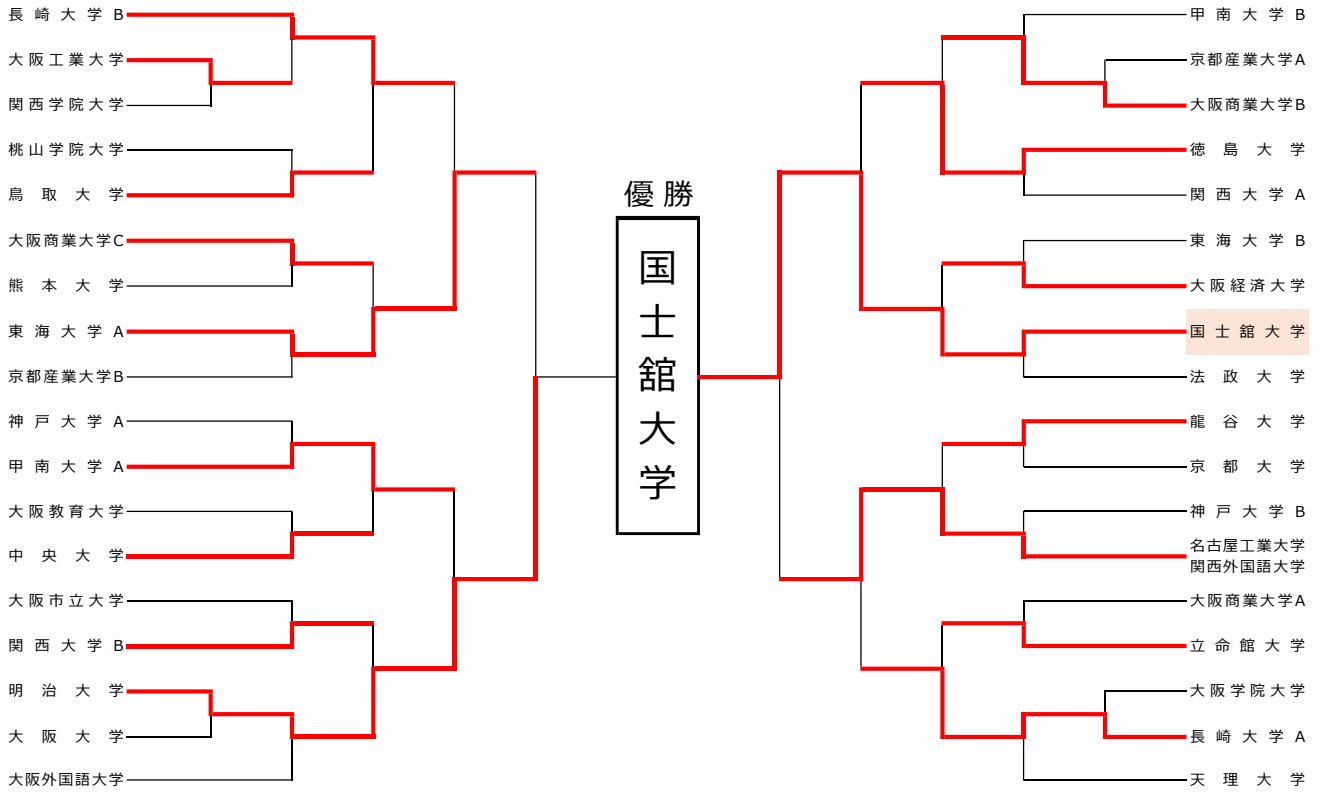 長崎大学B
大阪工業大学
関西学院大学
桃山学院大学
鳥取大学
大阪商業大学C
熊本大学
東海大学A
京都産業大学B
神戸大学A
甲南大学A
大阪教育大学
中央大学
大阪市立大学
関西大学B
明治大学
大阪大学
大阪外国語大学
優勝
国士舘大学
甲南大学B
京都産業大学A
大阪商業大学B
徳島大学
関西大学A
東海大学B
大阪経済大学
国士舘大学
法政大学
龍谷大学
京都大学
神戸大学B
名古屋工業大学
関西外国語大学
大阪商業大学A
立命館大学
大阪学院大学
長崎大学A
天理大学